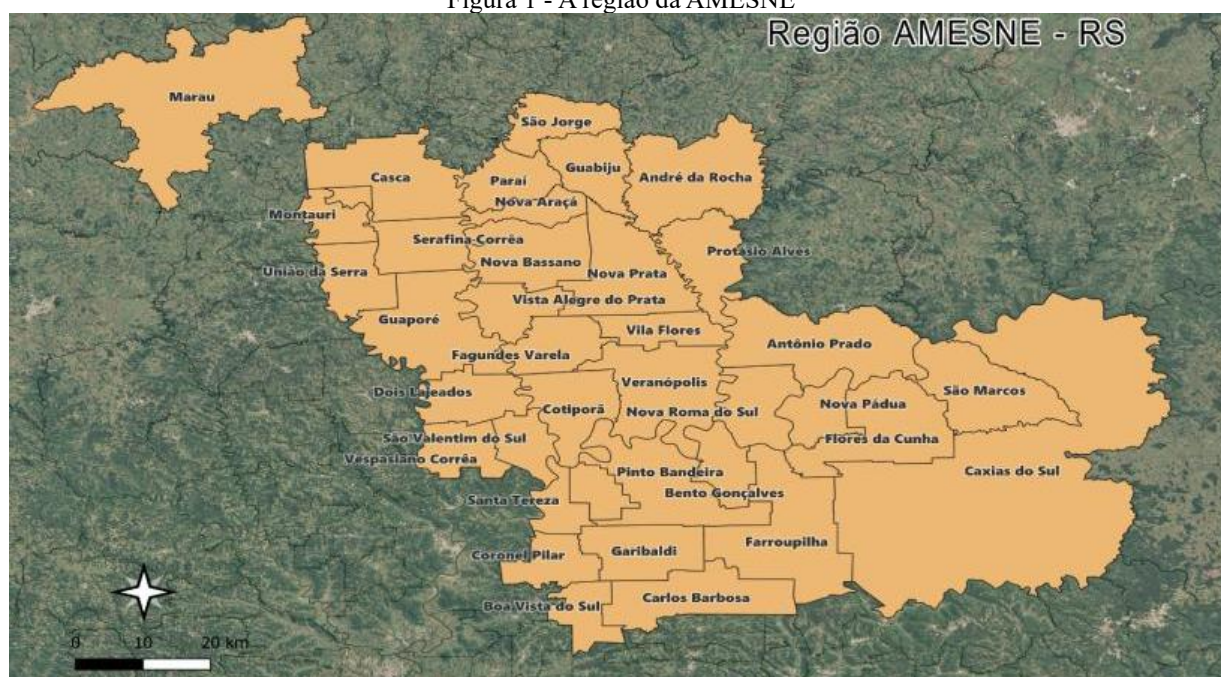 Figura 1 - A região da AMESNE
Região AMESNE - RS
Marau
São Jorge
Guabiju
Casca
Paraí
André da Rocha
Nova Araçá
Montauri
Serafina Corrêa
Protásio Alves
Nova Bassano
União da Serra
Nova Prata
Vista Alegre do Prata
Guaporé
Vila Flores
Antônio Prado
Fagundes Varela
Veranópolis
Dois Lajeados
São Marcos
Nova Pádua
Cotiporã
Nova Roma do Sul
São Valentim do Sul
Flores da Cunha
Vespasiano Corrêa
Pinto Bandeira
Caxias do Sul
Bento Gonçalves
Santa Tereza
Farroupilha
Coronel Pilar
Garibaldi
Carlos Barbosa
Boa Vista do Sul
0 10 20 km